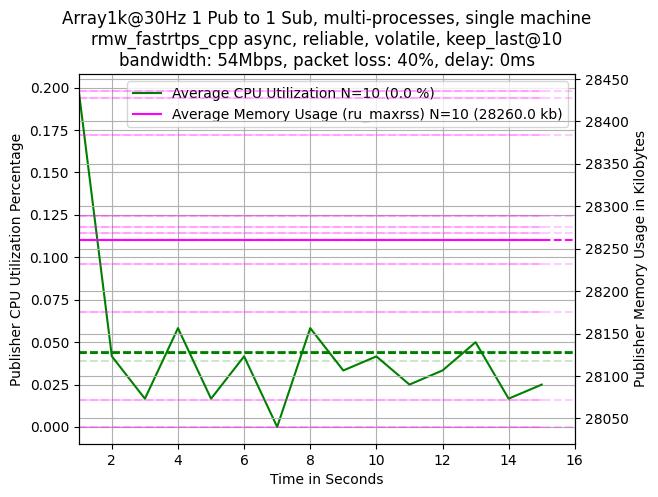 Array1k@30Hz 1 Pub to 1 Sub, multi-processes, single machine
rmw_fastrtps_cpp async, reliable, volatile, keep_last@10
bandwidth: 54Mbps, packet loss: 40%, delay: 0ms
Average CPU Utilization N=10 (0.0 %)
Average Memory Usage (ru_maxrss) N=10 (28260.0 kb)
Publisher CPU Utilization Percentage
0.200
0.175
0.150
0.125
0.100
0.075
0.050
0.025
0.000
28450
28400
28350
28300
28250
28200
28150
28100
28050
Publisher Memory Usage in Kilobytes
2 4 6 8 10 12 14 16
Time in Seconds